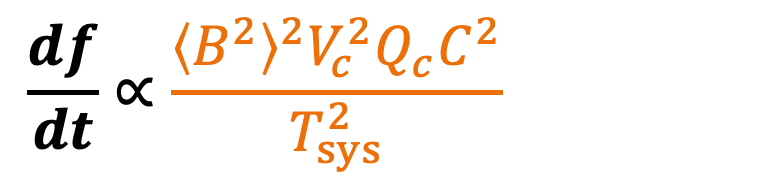 df/dt ∝ ⟨B²⟩²V_c²Q_cC²/T_sys²